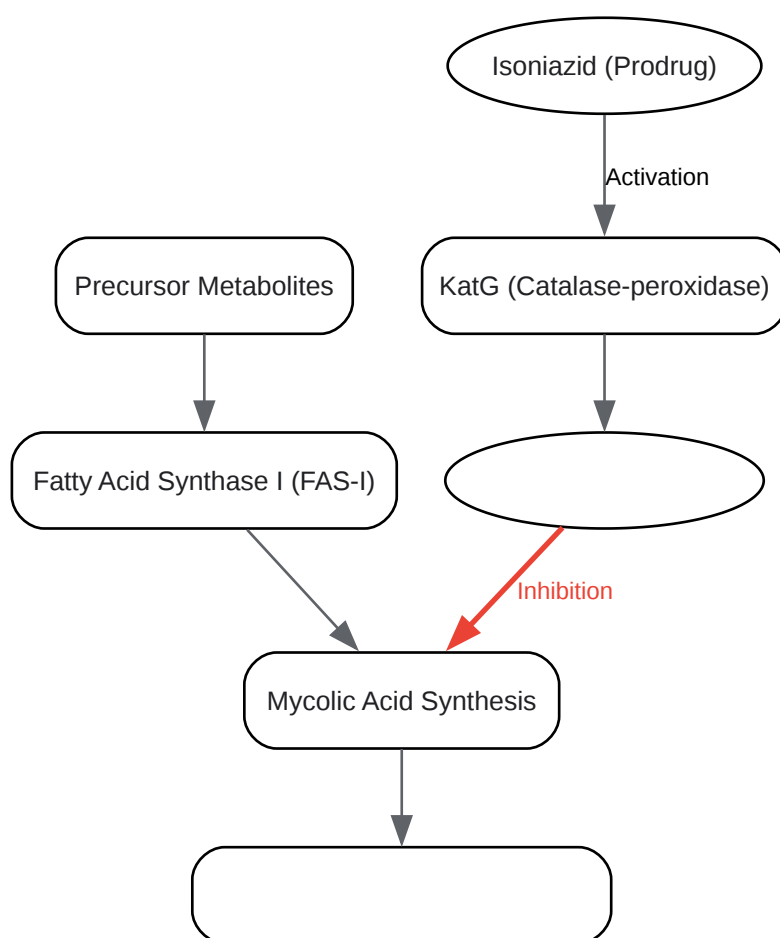 Isoniazid (Prodrug)
Activation
Precursor Metabolites
KatG (Catalase-peroxidase)
Fatty Acid Synthase I (FAS-I)
Inhibition
Mycolic Acid Synthesis